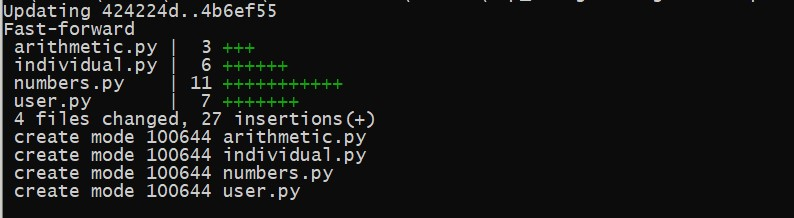 Updating 424224d..4b6ef55
Fast-forward
 arithmetic.py |  3 +++
 individual.py |  6 ++++++
 numbers.py    | 11 +++++++++++
 user.py       |  7 +++++++
 4 files changed, 27 insertions(+)
 create mode 100644 arithmetic.py
 create mode 100644 individual.py
 create mode 100644 numbers.py
 create mode 100644 user.py